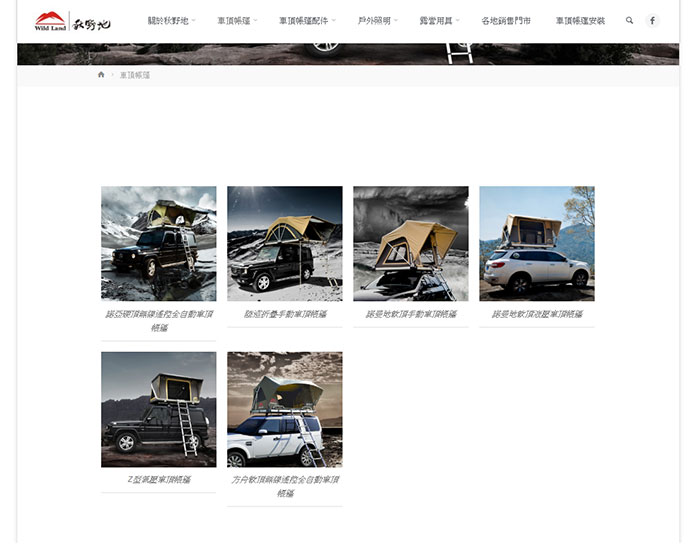 Wild Land 秋野地
關於秋野地 車頂帳篷 車頂帳篷配件 戶外照明 露營用具 各地銷售門市 車頂帳篷安裝
車頂帳篷
諾亞硬頂無線遙控全自動車頂
帳篷
陸巡折疊手動車頂帳篷
諾曼地軟頂手動車頂帳篷
諾曼地軟頂液壓車頂帳篷
Z型氣壓車頂帳篷
方舟軟頂無線遙控全自動車頂
帳篷